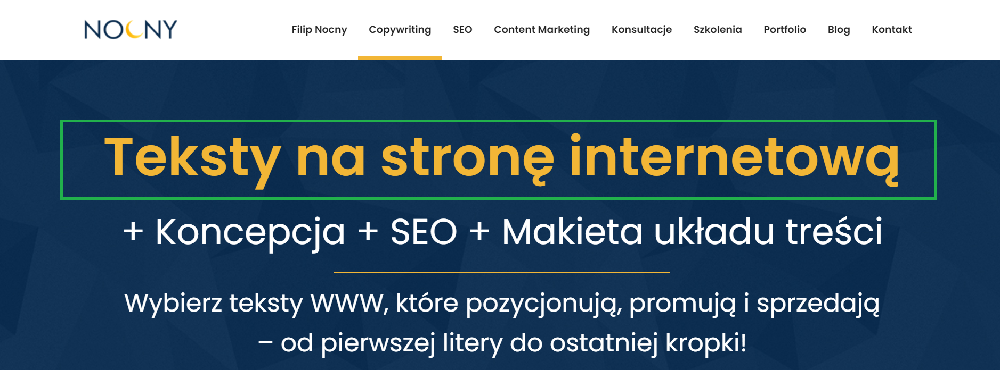 NOCNY
Filip Nocny Copywriting SEO Content Marketing Konsultacje Szkolenia Portfolio Blog Kontakt
Teksty na stronę internetową
+ Koncepcja + SEO + Makieta układu treści
Wybierz teksty WWW, które pozycjonują, promują i sprzedają
– od pierwszej litery do ostatniej kropki!